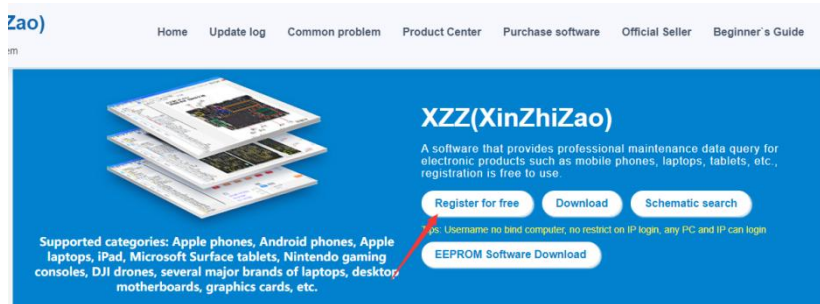 Zao)
em
Home Update log Common problem Product Center Purchase software Official Seller Beginner`s Guide
XZZ(XinZhiZao)
A software that provides professional maintenance data query for
electronic products such as mobile phones, laptops, tablets, etc.,
registration is free to use.
Register for free Download Schematic search
Tips: Username no bind computer, no restrict on IP login, any PC and IP can login
EEPROM Software Download
Supported categories: Apple phones, Android phones, Apple
laptops, iPad, Microsoft Surface tablets, Nintendo gaming
consoles, DJI drones, several major brands of laptops, desktop
motherboards, graphics cards, etc.